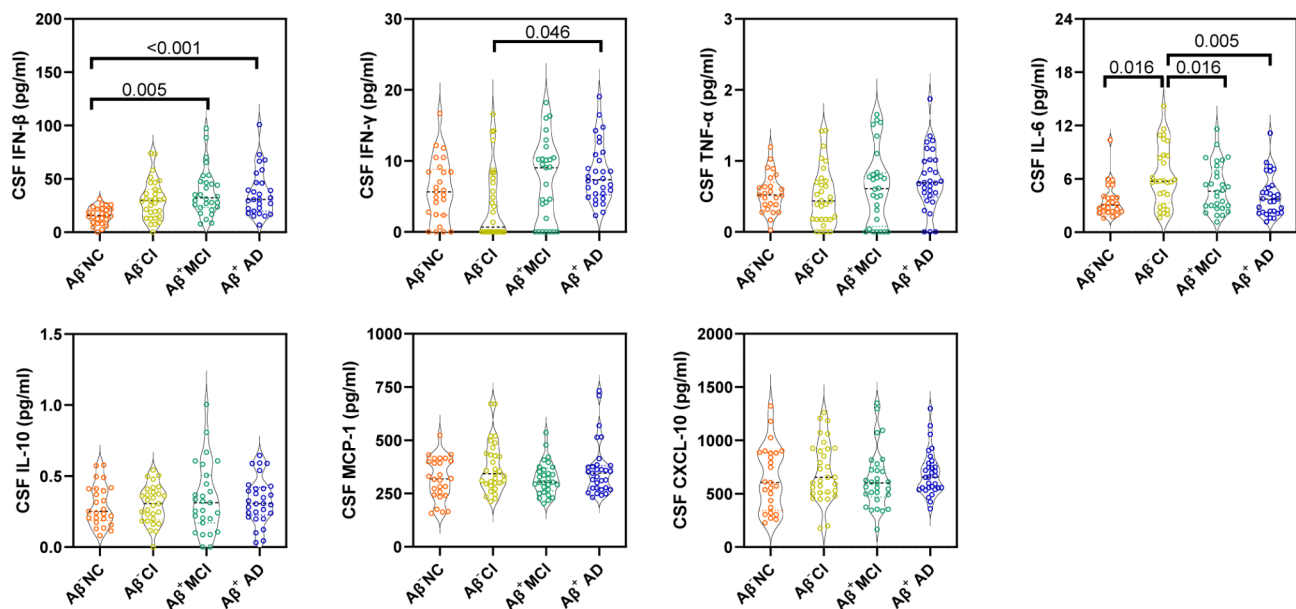 CSF IFN-β (pg/ml)
200
150
100
50
0
<0.001
0.005
Aβ⁻NC
Aβ⁻CI
Aβ⁺MCI
Aβ⁺ AD
CSF IFN-γ (pg/ml)
30
20
10
0
0.046
Aβ⁻NC
Aβ⁻CI
Aβ⁺MCI
Aβ⁺ AD
CSF TNF-α (pg/ml)
3
2
1
0
Aβ⁻NC
Aβ⁻CI
Aβ⁺MCI
Aβ⁺ AD
CSF IL-6 (pg/ml)
24
18
12
6
0
0.005
0.016
0.016
Aβ⁻NC
Aβ⁻CI
Aβ⁺MCI
Aβ⁺ AD
CSF IL-10 (pg/ml)
1.5
1.0
0.5
0.0
Aβ⁻NC
Aβ⁻CI
Aβ⁺MCI
Aβ⁺ AD
CSF MCP-1 (pg/ml)
1000
750
500
250
0
Aβ⁻NC
Aβ⁻CI
Aβ⁺MCI
Aβ⁺ AD
CSF CXCL-10 (pg/ml)
2000
1500
1000
500
0
Aβ⁻NC
Aβ⁻CI
Aβ⁺MCI
Aβ⁺ AD